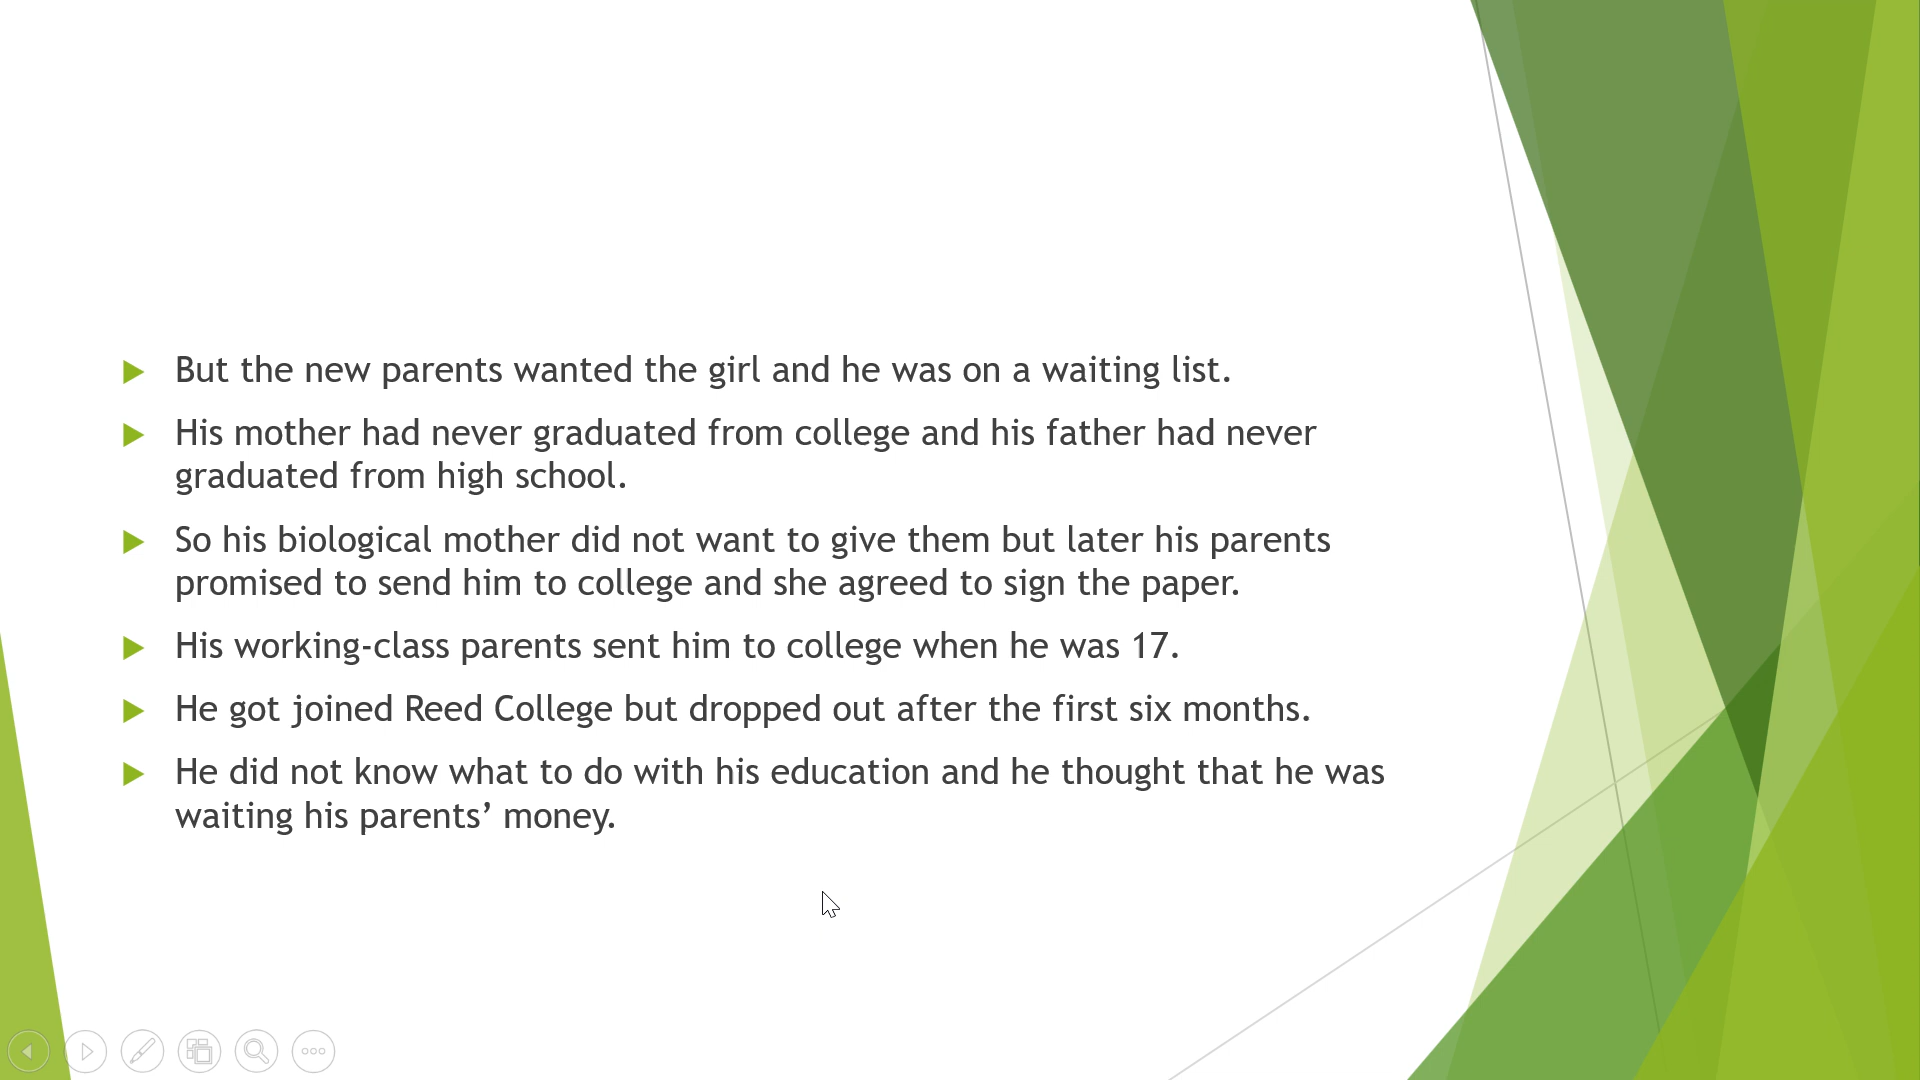 But the new parents wanted the girl and he was on a waiting list.
His mother had never graduated from college and his father had never
graduated from high school.
So his biological mother did not want to give them but later his parents
promised to send him to college and she agreed to sign the paper.
His working-class parents sent him to college when he was 17.
He got joined Reed College but dropped out after the first six months.
He did not know what to do with his education and he thought that he was
waiting his parents’ money.